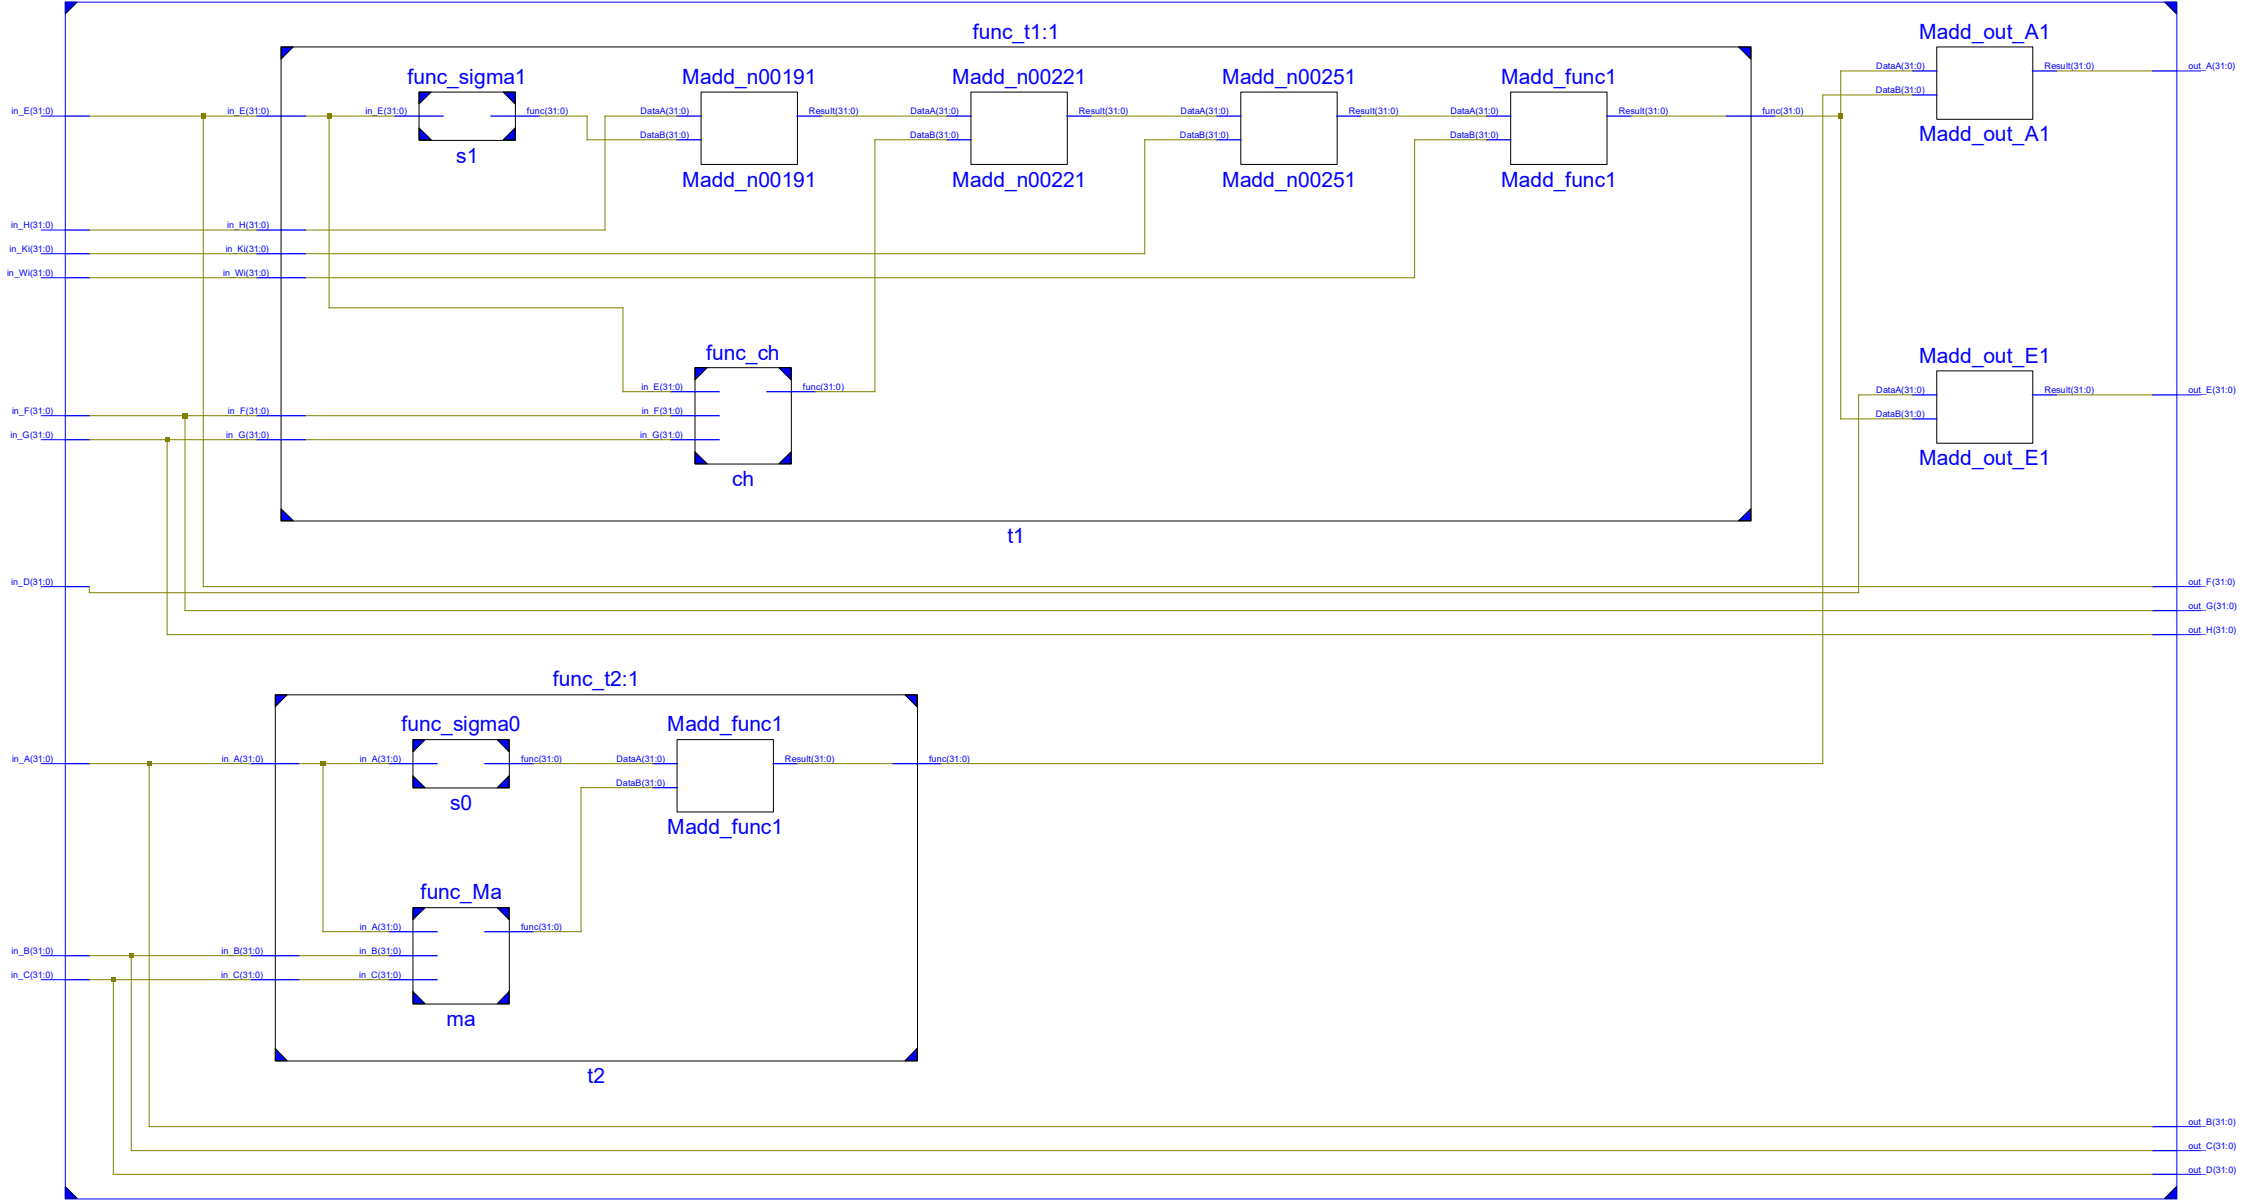 func_t1:1
Madd_out_A1
func_sigma1
Madd_n00191
Madd_n00221
Madd_n00251
Madd_func1
DataA(31:0)
Result(31:0)
out_A(31:0)
DataB(31:0)
in_E(31:0)
in_E(31:0)
in_E(31:0)
func(31:0)
DataA(31:0)
Result(31:0)
DataA(31:0)
Result(31:0)
DataA(31:0)
Result(31:0)
DataA(31:0)
Result(31:0)
func(31:0)
DataB(31:0)
DataB(31:0)
DataB(31:0)
DataB(31:0)
Madd_out_A1
s1
Madd_n00191
Madd_n00221
Madd_n00251
Madd_func1
in_H(31:0)
in_H(31:0)
in_Ki(31:0)
in_Ki(31:0)
in_Wi(31:0)
in_Wi(31:0)
func_ch
Madd_out_E1
in_E(31:0)
func(31:0)
DataA(31:0)
Result(31:0)
out_E(31:0)
in_F(31:0)
in_F(31:0)
in_F(31:0)
DataB(31:0)
in_G(31:0)
in_G(31:0)
in_G(31:0)
Madd_out_E1
ch
t1
in_D(31:0)
out_F(31:0)
out_G(31:0)
out_H(31:0)
func_t2:1
func_sigma0
Madd_func1
in_A(31:0)
in_A(31:0)
in_A(31:0)
func(31:0)
DataA(31:0)
Result(31:0)
func(31:0)
DataB(31:0)
s0
Madd_func1
func_Ma
in_A(31:0)
func(31:0)
in_B(31:0)
in_B(31:0)
in_B(31:0)
in_C(31:0)
in_C(31:0)
in_C(31:0)
ma
t2
out_B(31:0)
out_C(31:0)
out_D(31:0)